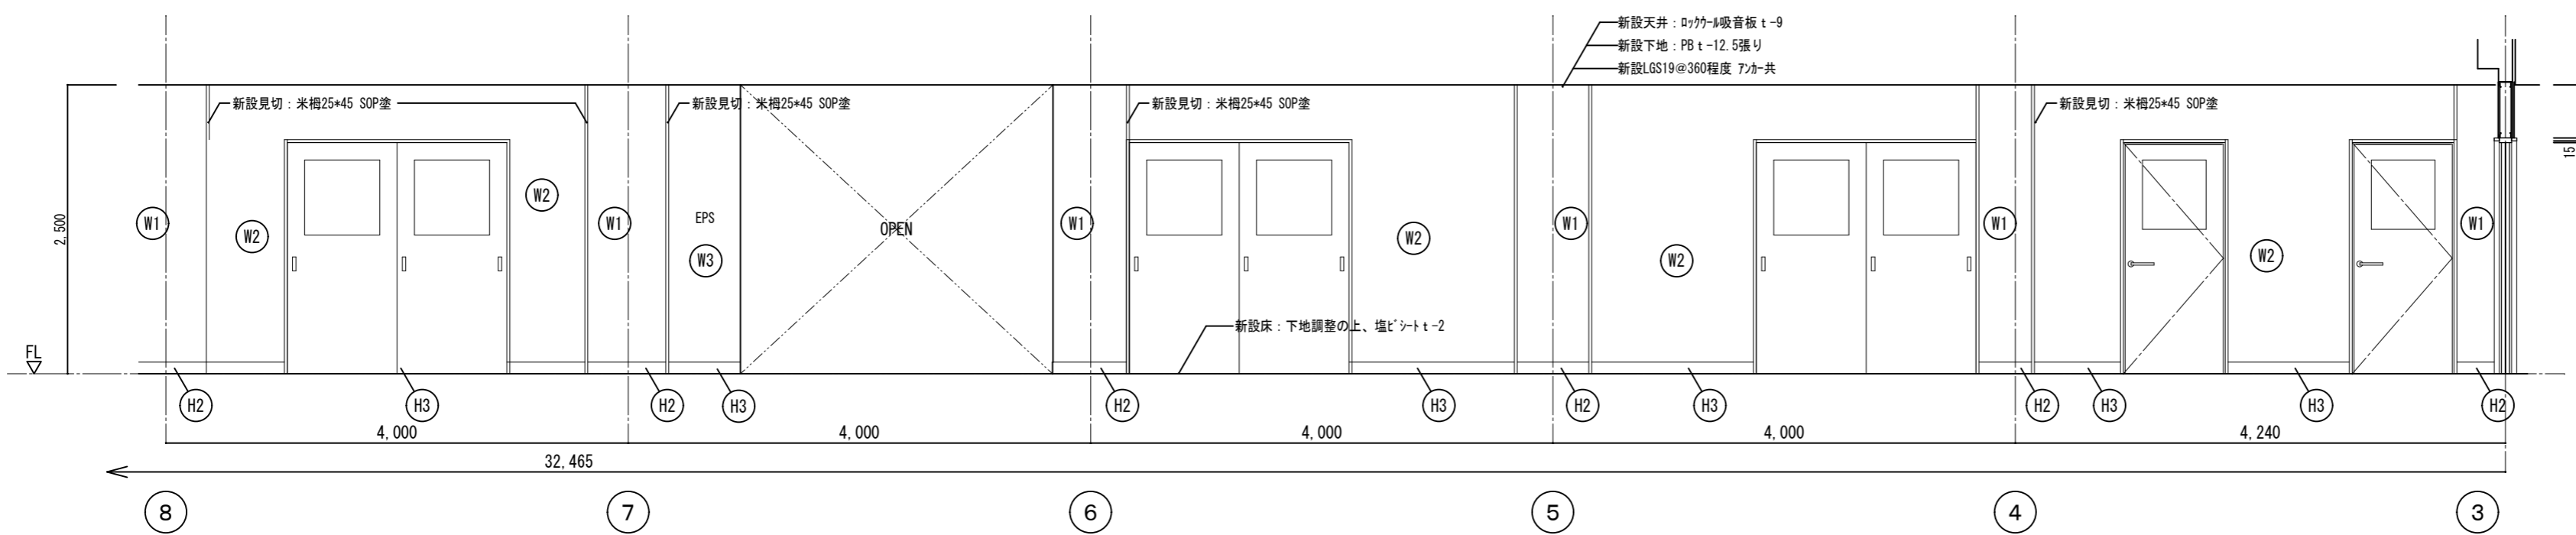 新設天井：ロックウール吸音板 t-9
新設下地：PB t-12.5張り
新設LGS19@360程度 アンカー共
新設見切：米栂25*45 SOP塗
新設見切：米栂25*45 SOP塗
新設見切：米栂25*45 SOP塗
新設見切：米栂25*45 SOP塗
15
2,500
W1
W2
W2
W1
EPS
W3
OPEN
W1
W2
W1
W2
W1
W2
W1
新設床：下地調整の上、塩ビシート t-2
FL
H2
H3
H2
H3
H2
H3
H2
H3
H2
H3
H3
H2
4,000
4,000
4,000
4,000
4,240
32,465
8
7
6
5
4
3